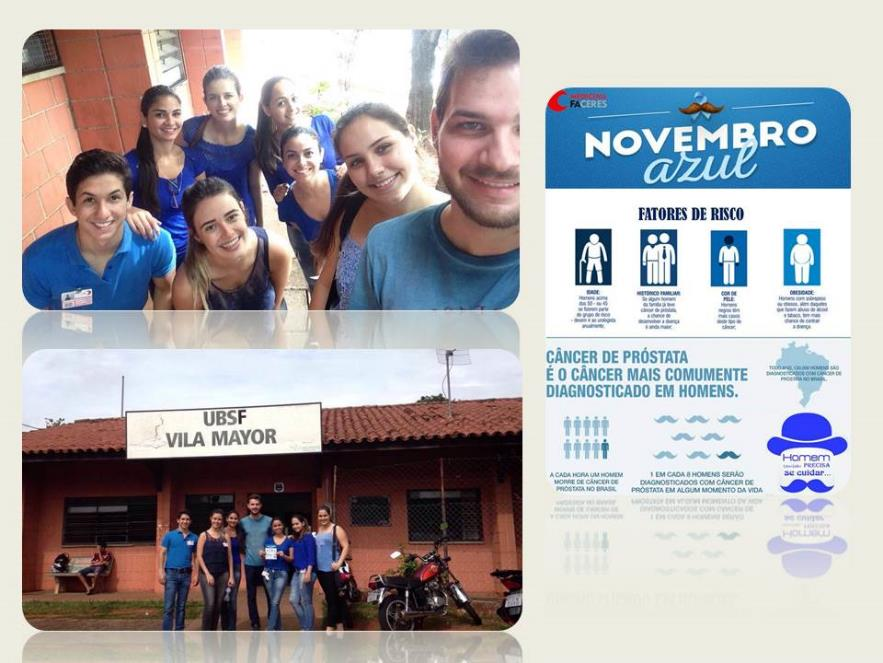 UBSF
VILA MAYOR
MEDICINA
FACERES
NOVEMBRO
azul
FATORES DE RISCO
IDADE:
Homens acima
dos 50 - ou 45
se fizerem parte
do grupo de risco
- devem ir ao urologista
anualmente.
HISTÓRICO FAMILIAR:
Se algum homem
da família já teve
câncer de próstata,
a chance de
desenvolver a doença
é ainda maior;
COR DE
PELE:
Homens
negros têm
mais casos
deste tipo de
câncer;
OBESIDADE:
Homens com sobrepeso
ou obesos, além daqueles
que fazem abuso de álcool
e tabaco, tem mais
chance de contrair
a doença.
CÂNCER DE PRÓSTATA
É O CÂNCER MAIS COMUMENTE
DIAGNOSTICADO EM HOMENS.
TODO ANO, HOMENS SÃO
DIAGNOSTICADOS COM CÂNCER DE
PRÓSTATA NO BRASIL
A CADA HORA UM HOMEM
MORRE DE CÂNCER DE
PRÓSTATA NO BRASIL
1 EM CADA 8 HOMENS SERÃO
DIAGNOSTICADOS COM CÂNCER DE
PRÓSTATA EM ALGUM MOMENTO DA VIDA
Homem
PRECISA
se cuidar...